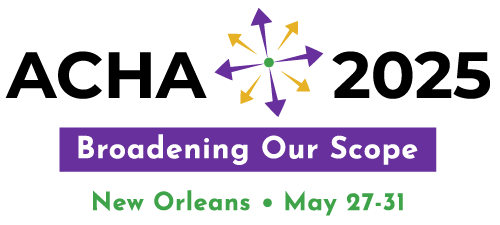 ACHA 2025
Broadening Our Scope
New Orleans • May 27-31